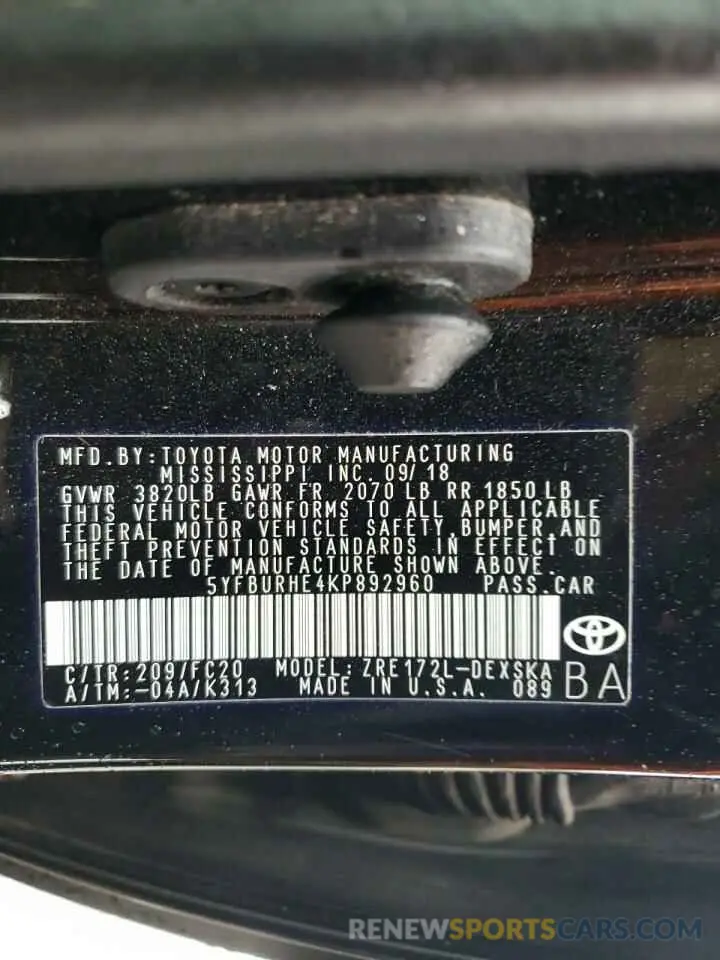 MFD.BY:TOYOTA MOTOR MANUFACTURING
MISSISSIPPI INC. 09/18
GVWR 3820LB GAWR FR 2070 LB RR 1850 LB
THIS VEHICLE CONFORMS TO ALL APPLICABLE
FEDERAL MOTOR VEHICLE SAFETY,BUMPER,AND
THEFT PREVENTION STANDARDS IN EFFECT ON
THE DATE OF MANUFACTURE SHOWN ABOVE.
5YFBURHE4KP892960 PASS.CAR
C/TR:209/FC20 MODEL:ZRE172L-DEXSKA
A/TM:-04A/K313 MADE IN U.S.A. 089 BA
RENEWSPORTSCARS.COM